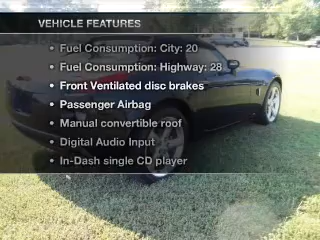 VEHICLE FEATURES
• Fuel Consumption: City: 20
• Fuel Consumption: Highway: 28
• Front Ventilated disc brakes
• Passenger Airbag
• Manual convertible roof
• Digital Audio Input
• In-Dash single CD player